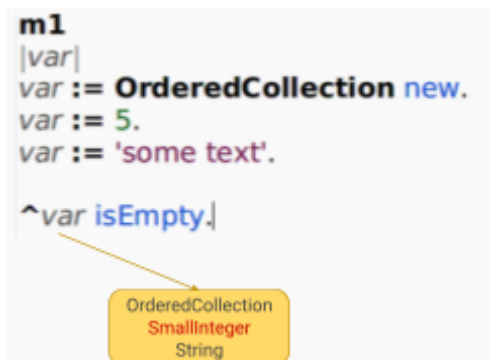 m1
|var|
var := OrderedCollection new.
var := 5.
var := 'some text'.
^var isEmpty.
OrderedCollection
SmallInteger
String